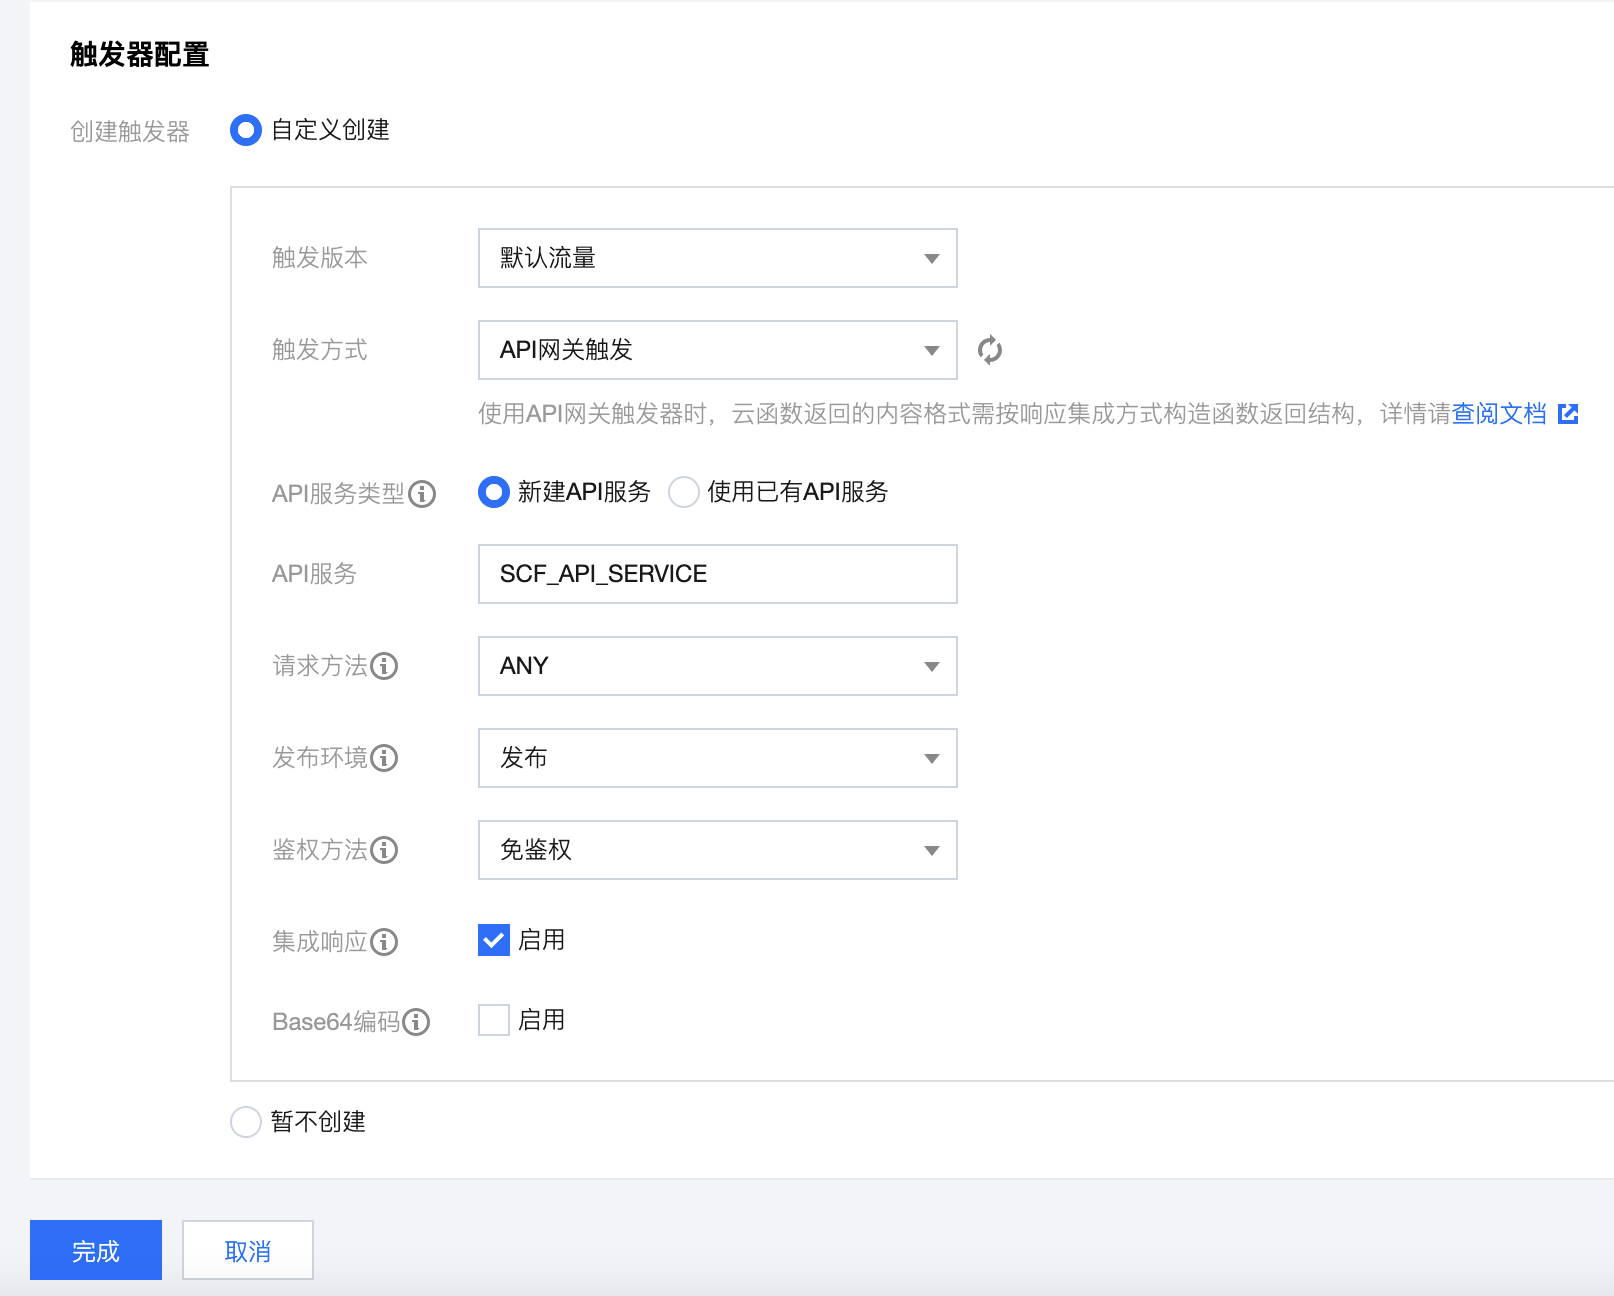 触发器配置
创建触发器 自定义创建
触发版本 默认流量
触发方式 API网关触发
使用API网关触发器时，云函数返回的内容格式需按响应集成方式构造函数返回结构，详情请查阅文档
API服务类型 新建API服务 使用已有API服务
API服务 SCF_API_SERVICE
请求方法 ANY
发布环境 发布
鉴权方法 免鉴权
集成响应 启用
Base64编码 启用
暂不创建
完成 取消